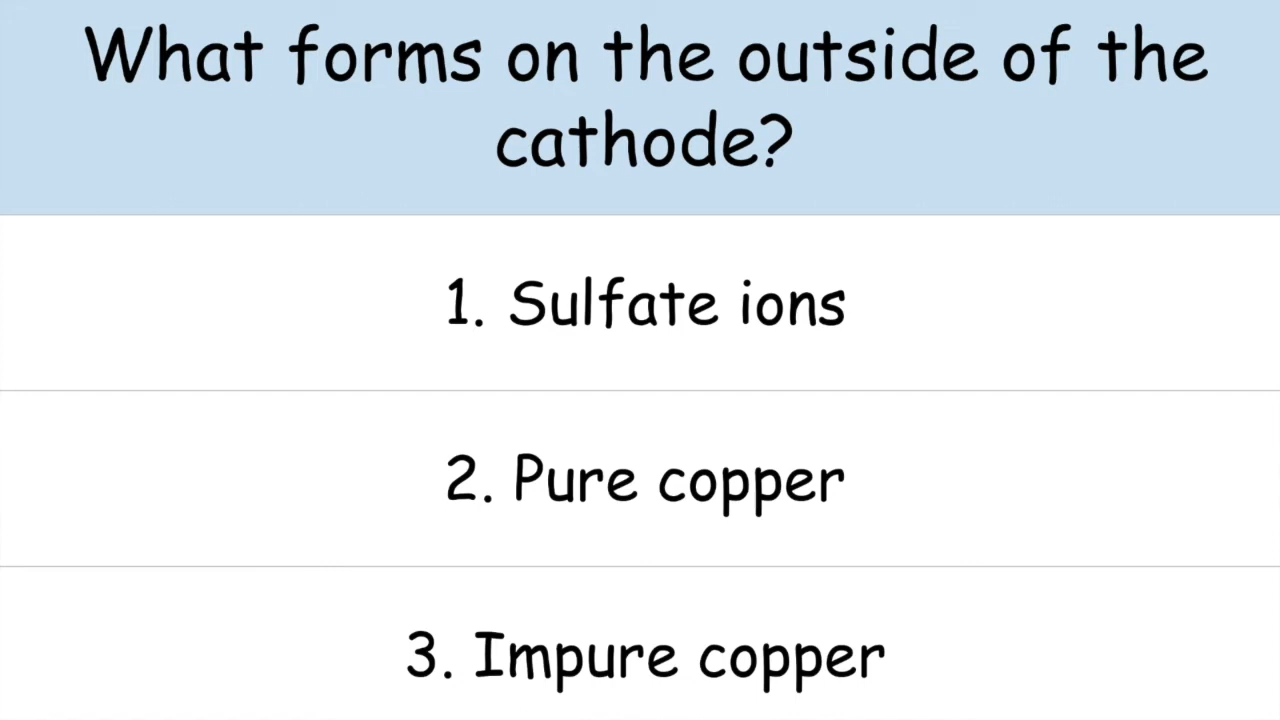 What forms on the outside of the
cathode?
1. Sulfate ions
2. Pure copper
3. Impure copper